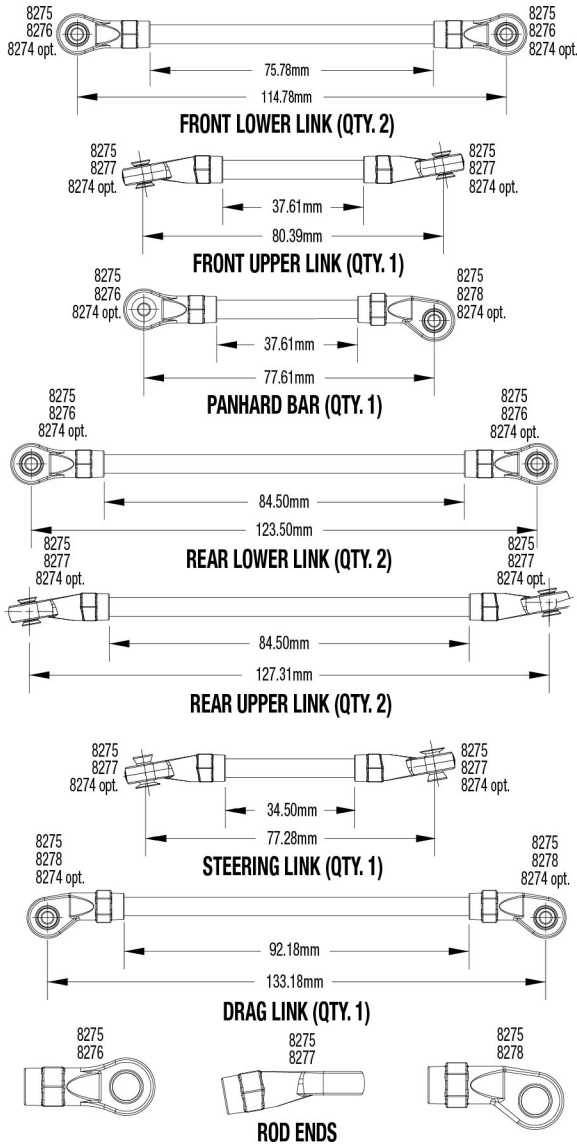 8275
8276
8274 opt.
8275
8276
8274 opt.
75.78mm
114.78mm
FRONT LOWER LINK (QTY. 2)
8275
8277
8274 opt.
8275
8277
8274 opt.
37.61mm
80.39mm
FRONT UPPER LINK (QTY. 1)
8275
8276
8274 opt.
8275
8278
8274 opt.
37.61mm
77.61mm
PANHARD BAR (QTY. 1)
8275
8276
8274 opt.
8275
8276
8274 opt.
84.50mm
123.50mm
REAR LOWER LINK (QTY. 2)
8275
8277
8274 opt.
8275
8277
8274 opt.
84.50mm
127.31mm
REAR UPPER LINK (QTY. 2)
8275
8277
8274 opt.
8275
8277
8274 opt.
34.50mm
77.28mm
STEERING LINK (QTY. 1)
8275
8278
8274 opt.
8275
8278
8274 opt.
92.18mm
133.18mm
DRAG LINK (QTY. 1)
8275
8276
8275
8277
8275
8278
ROD ENDS